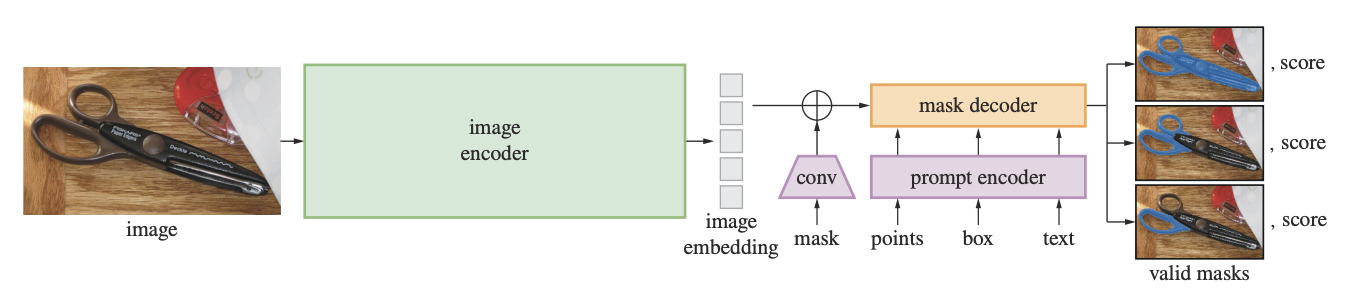 image
encoder
image
image
embedding
conv
mask
mask decoder
prompt encoder
points
box
text
, score
, score
, score
valid masks